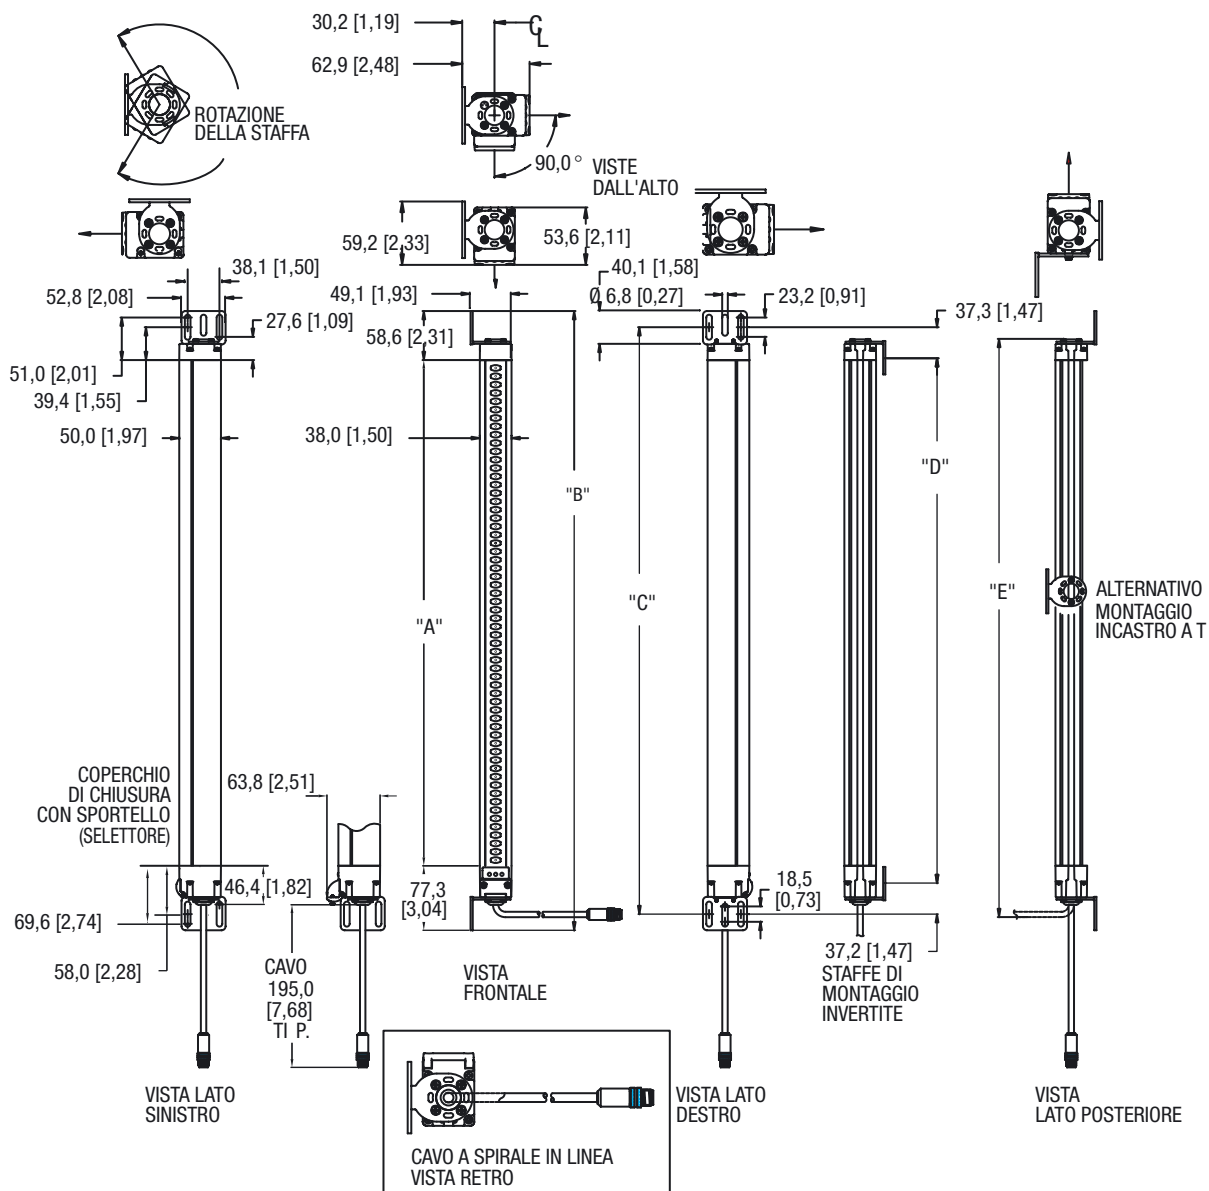 30,2 [1,19]
CL
62,9 [2,48]
ROTAZIONE
DELLA STAFFA
90,0°
VISTE
DALL'ALTO
59,2 [2,33]
53,6 [2,11]
38,1 [1,50]
52,8 [2,08]
27,6 [1,09]
51,0 [2,01]
39,4 [1,55]
50,0 [1,97]
49,1 [1,93]
58,6 [2,31]
38,0 [1,50]
40,1 [1,58]
Ø 6,8 [0,27]
23,2 [0,91]
37,3 [1,47]
"A"
"B"
"C"
"D"
"E"
ALTERNATIVO
MONTAGGIO
INCASTRO A T
COPERCHIO
DI CHIUSURA
CON SPORTELLO
(SELETTORE)
63,8 [2,51]
46,4 [1,82]
69,6 [2,74]
58,0 [2,28]
CAVO
195,0
[7,68]
TI P.
77,3
[3,04]
VISTA
FRONTALE
18,5
[0,73]
37,2 [1,47]
STAFFE DI
MONTAGGIO
INVERTITE
VISTA LATO
SINISTRO
CAVO A SPIRALE IN LINEA
VISTA RETRO
VISTA LATO
DESTRO
VISTA
LATO POSTERIORE